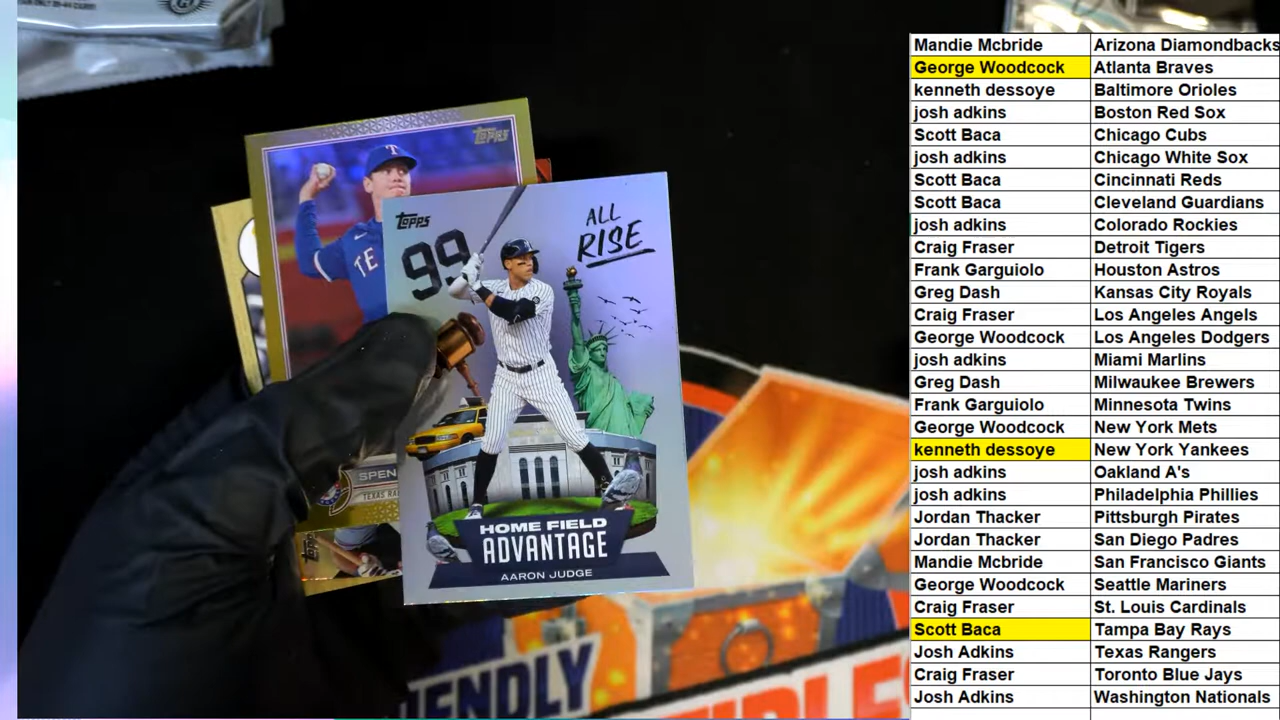 TOPPS
TE
TOPPS
ALL
RISE
99
SPEN
TEXAS RA
TOPPS
HOME FIELD
ADVANTAGE
AARON JUDGE
ENDLY
Mandie Mcbride Arizona Diamondbacks
George Woodcock Atlanta Braves
kenneth dessoye Baltimore Orioles
josh adkins Boston Red Sox
Scott Baca Chicago Cubs
josh adkins Chicago White Sox
Scott Baca Cincinnati Reds
Scott Baca Cleveland Guardians
josh adkins Colorado Rockies
Craig Fraser Detroit Tigers
Frank Garguiolo Houston Astros
Greg Dash Kansas City Royals
Craig Fraser Los Angeles Angels
George Woodcock Los Angeles Dodgers
josh adkins Miami Marlins
Greg Dash Milwaukee Brewers
Frank Garguiolo Minnesota Twins
George Woodcock New York Mets
kenneth dessoye New York Yankees
josh adkins Oakland A's
josh adkins Philadelphia Phillies
Jordan Thacker Pittsburgh Pirates
Jordan Thacker San Diego Padres
Mandie Mcbride San Francisco Giants
George Woodcock Seattle Mariners
Craig Fraser St. Louis Cardinals
Scott Baca Tampa Bay Rays
Josh Adkins Texas Rangers
Craig Fraser Toronto Blue Jays
Josh Adkins Washington Nationals